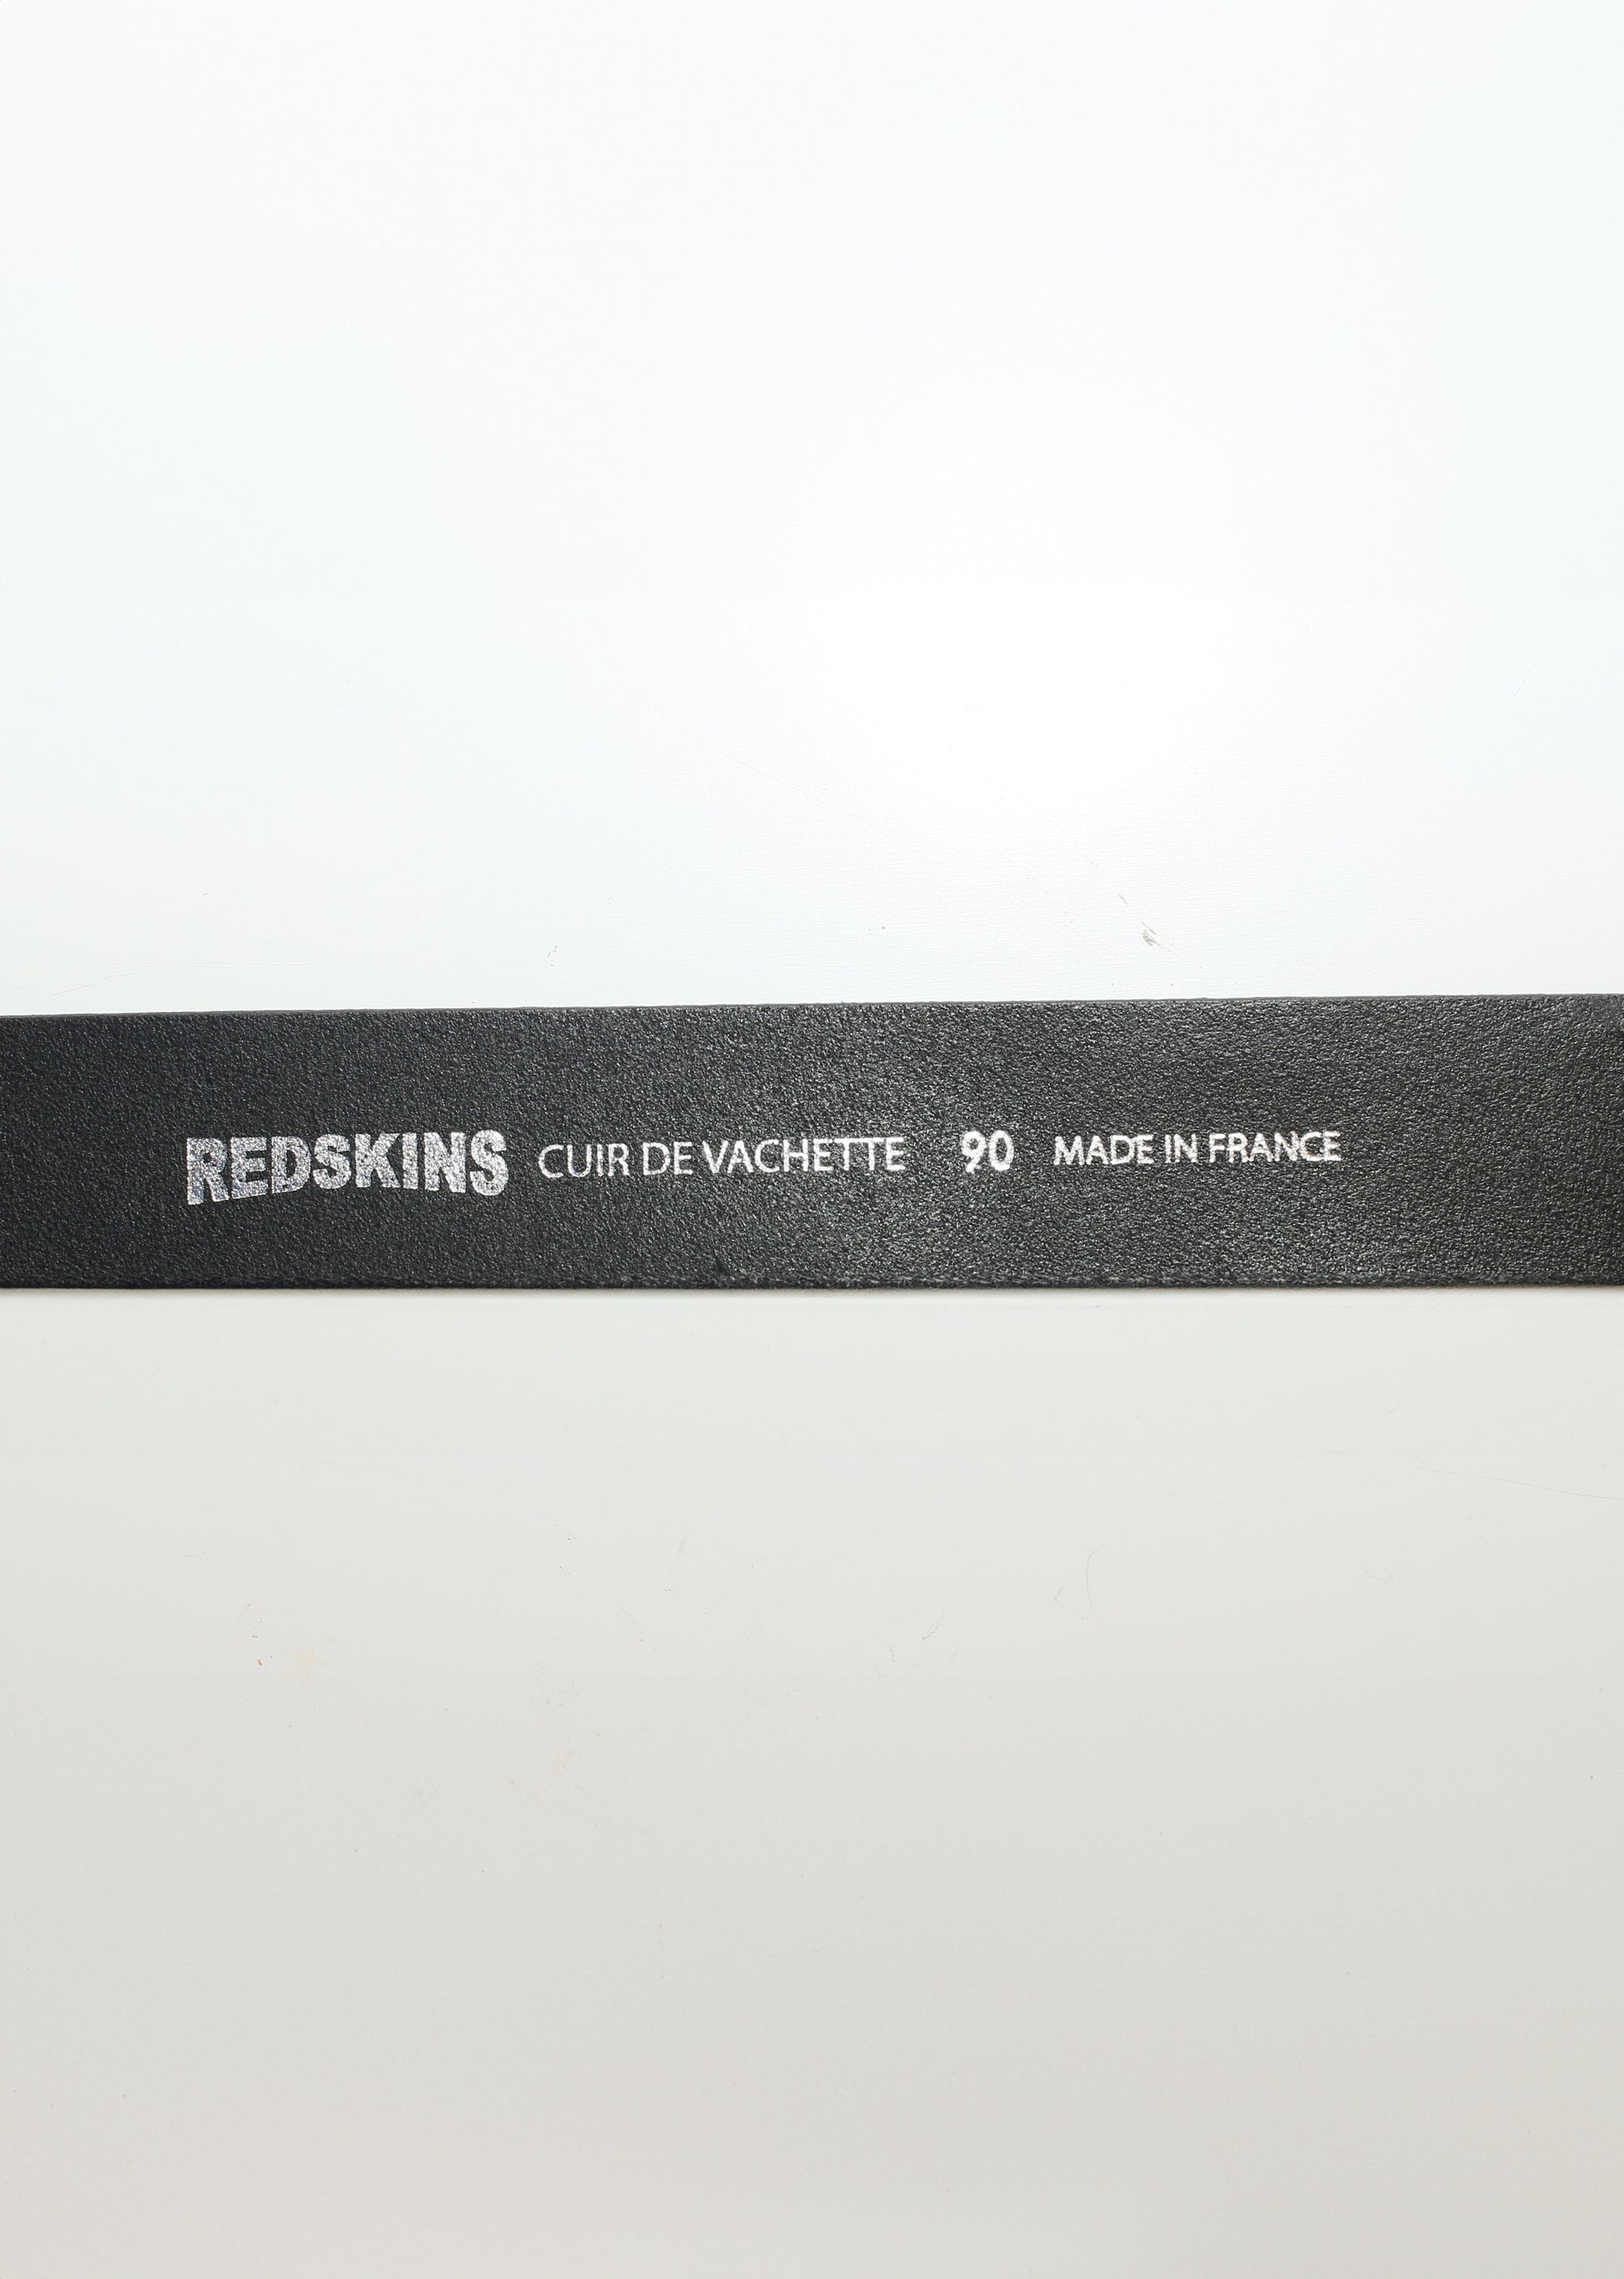 REDSKINS CUIR DE VACHETTE 90 MADE IN FRANCE